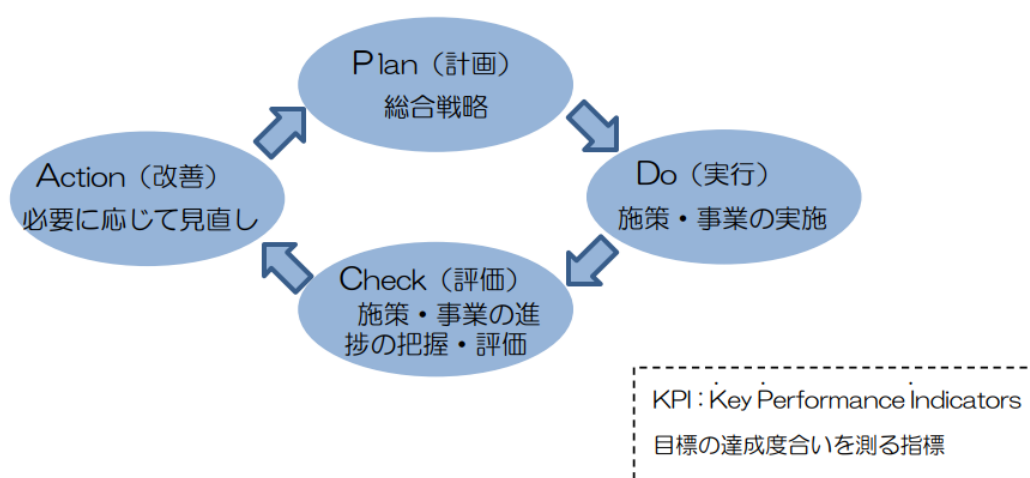 Plan（計画）
総合戦略
Do（実行）
施策・事業の実施
Check（評価）
施策・事業の進
捗の把握・評価
Action（改善）
必要に応じて見直し
KPI：Key Performance Indicators
目標の達成度合いを測る指標